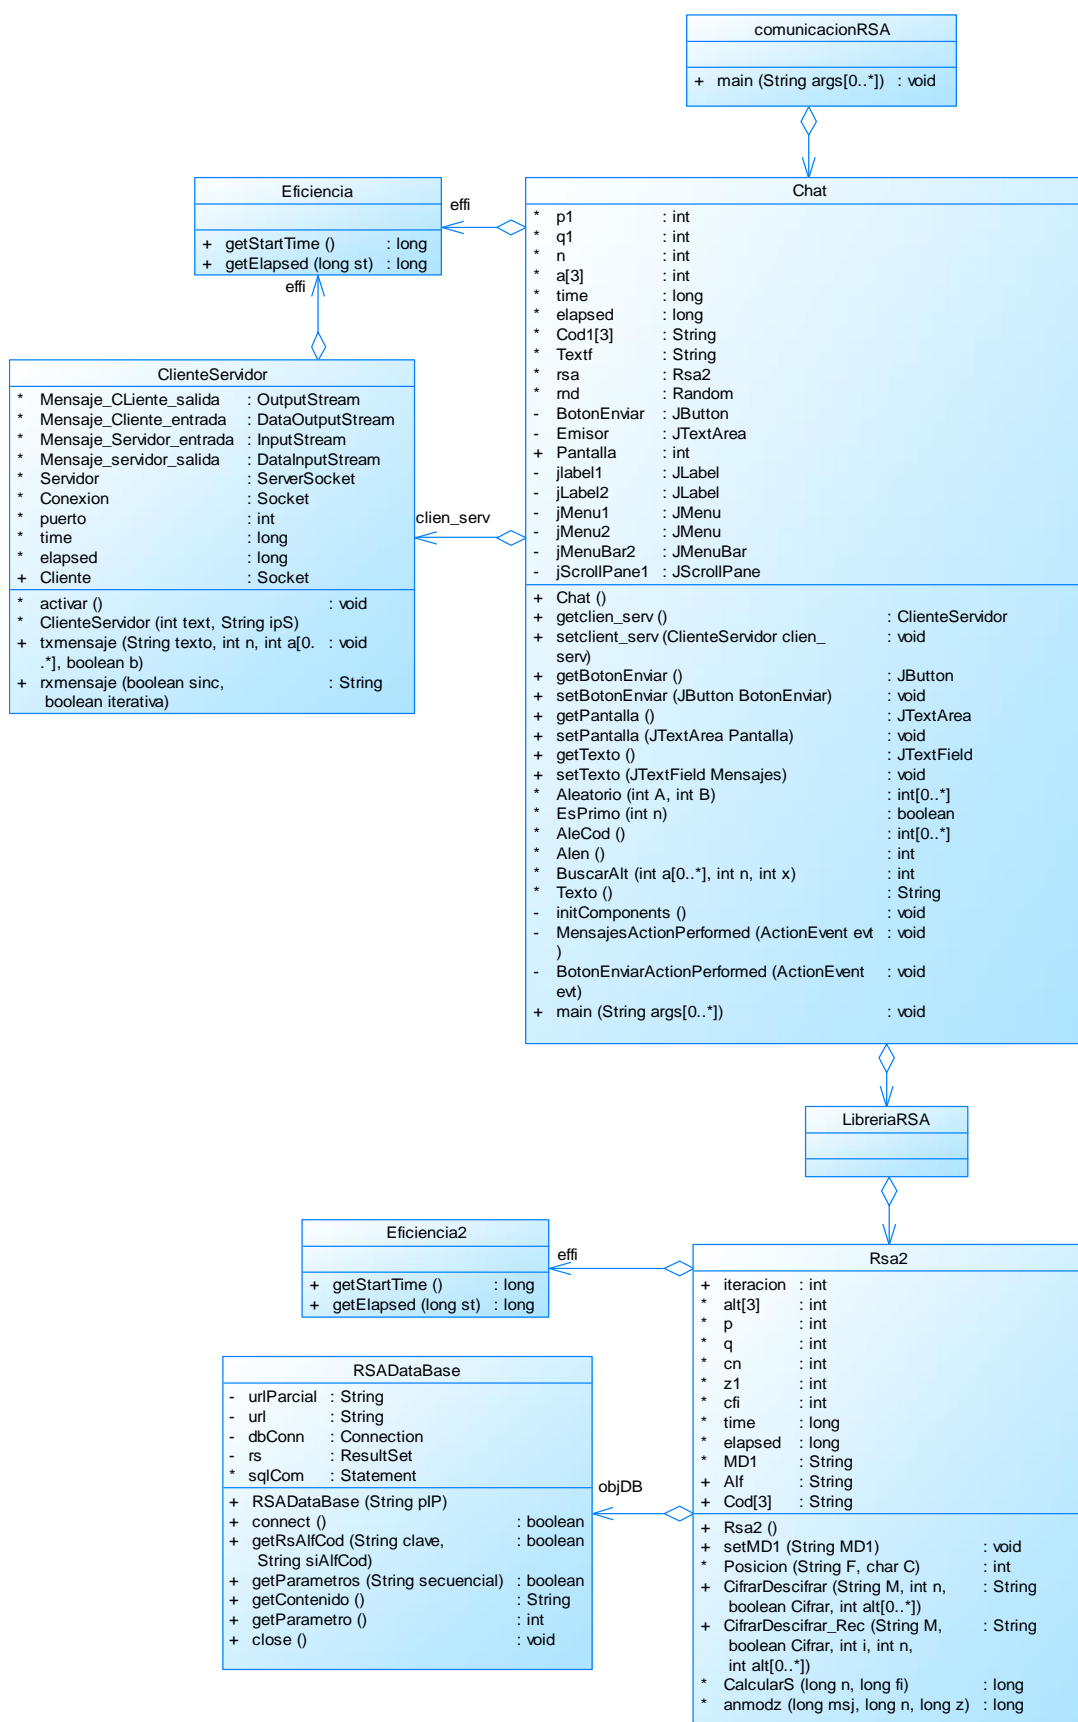 comunicacionRSA
+ main (String args[0..*]) : void
Eficiencia
+ getStartTime () : long
+ getElapsed (long st) : long
effi
effi
Chat
* p1 : int
* q1 : int
* n : int
* a[3] : int
* time : long
* elapsed : long
* Cod1[3] : String
* Textf : String
* rsa : Rsa2
* rnd : Random
- BotonEnviar : JButton
- Emisor : JTextArea
+ Pantalla : int
- jlabel1 : JLabel
- jLabel2 : JLabel
- jMenu1 : JMenu
- jMenu2 : JMenu
- jMenuBar2 : JMenuBar
- jScrollPane1 : JScrollPane
+ Chat ()
+ getclien_serv () : ClienteServidor
+ setclient_serv (ClienteServidor clien_ : void
serv)
+ getBotonEnviar () : JButton
+ setBotonEnviar (JButton BotonEnviar) : void
+ getPantalla () : JTextArea
+ setPantalla (JTextArea Pantalla) : void
+ getTexto () : JTextField
+ setTexto (JTextField Mensajes) : void
* Aleatorio (int A, int B) : int[0..*]
* EsPrimo (int n) : boolean
* AleCod () : int[0..*]
* Alen () : int
* BuscarAlt (int a[0..*], int n, int x) : int
* Texto () : String
- initComponents () : void
- MensajesActionPerformed (ActionEvent evt : void
)
- BotonEnviarActionPerformed (ActionEvent : void
evt)
+ main (String args[0..*]) : void
ClienteServidor
* Mensaje_CLiente_salida : OutputStream
* Mensaje_Cliente_entrada : DataOutputStream
* Mensaje_Servidor_entrada : InputStream
* Mensaje_servidor_salida : DataInputStream
* Servidor : ServerSocket
* Conexion : Socket
* puerto : int
* time : long
* elapsed : long
+ Cliente : Socket
* activar () : void
* ClienteServidor (int text, String ipS)
+ txmensaje (String texto, int n, int a[0. : void
.*], boolean b)
+ rxmensaje (boolean sinc, : String
boolean iterativa)
clien_serv
LibreriaRSA
Eficiencia2
+ getStartTime () : long
+ getElapsed (long st) : long
effi
Rsa2
+ iteracion : int
* alt[3] : int
* p : int
* q : int
* cn : int
* z1 : int
* cfi : int
* time : long
* elapsed : long
* MD1 : String
+ Alf : String
+ Cod[3] : String
+ Rsa2 ()
+ setMD1 (String MD1) : void
* Posicion (String F, char C) : int
+ CifrarDescifrar (String M, int n, : String
boolean Cifrar, int alt[0..*])
+ CifrarDescifrar_Rec (String M, : String
boolean Cifrar, int i, int n,
int alt[0..*])
* CalcularS (long n, long fi) : long
* anmodz (long msj, long n, long z) : long
RSADataBase
- urlParcial : String
- url : String
- dbConn : Connection
- rs : ResultSet
* sqlCom : Statement
+ RSADataBase (String pIP)
+ connect () : boolean
+ getRsAlfCod (String clave, : boolean
String siAlfCod)
+ getParametros (String secuencial) : boolean
+ getContenido () : String
+ getParametro () : int
+ close () : void
objDB